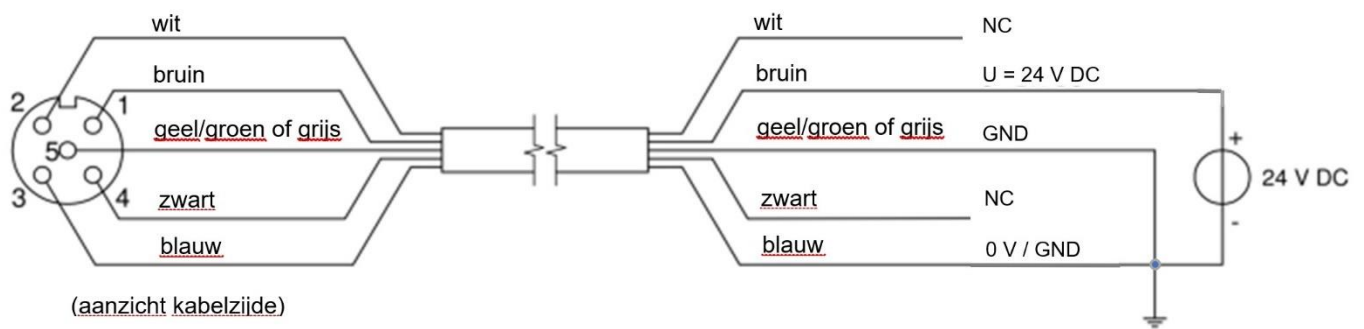 wit
wit
NC
bruin
bruin
U = 24 V DC
2
1
geel/groen of grijs
geel/groen of grijs
GND
+
5
24 V DC
3
4
zwart
zwart
NC
-
blauw
blauw
0 V / GND
(aanzicht kabelzijde)